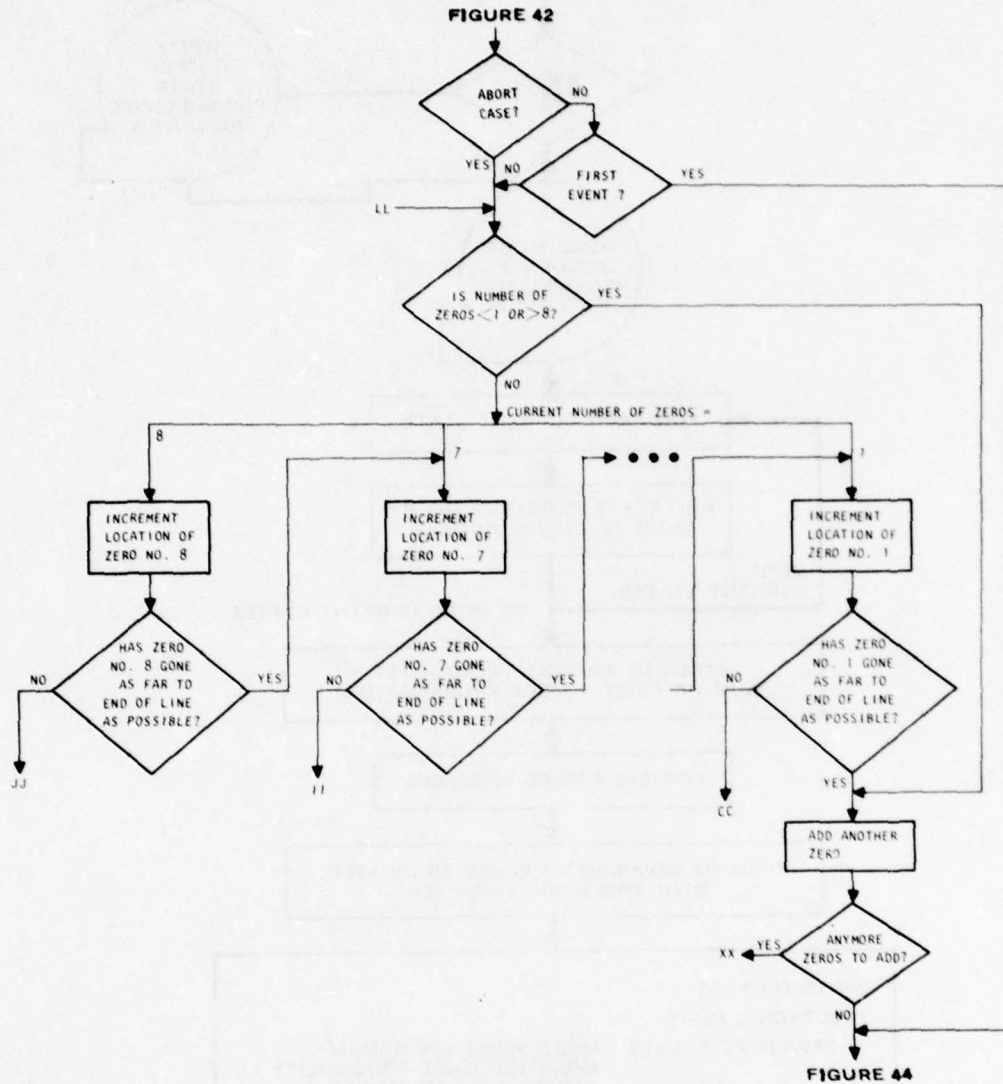 FIGURE 42
ABORT
CASE?
NO
YES
NO
FIRST
EVENT ?
YES
LL
IS NUMBER OF
ZEROS<1 OR>8?
YES
NO
CURRENT NUMBER OF ZEROS =
8
7
1
INCREMENT
LOCATION OF
ZERO NO. 8
INCREMENT
LOCATION OF
ZERO NO. 7
INCREMENT
LOCATION OF
ZERO NO. 1
HAS ZERO
NO. 8 GONE
AS FAR TO
END OF LINE
AS POSSIBLE?
NO
YES
HAS ZERO
NO. 7 GONE
AS FAR TO
END OF LINE
AS POSSIBLE?
NO
YES
HAS ZERO
NO. 1 GONE
AS FAR TO
END OF LINE
AS POSSIBLE?
NO
YES
JJ
II
CC
ADD ANOTHER
ZERO
ANYMORE
ZEROS TO ADD?
YES
XX
NO
FIGURE 44